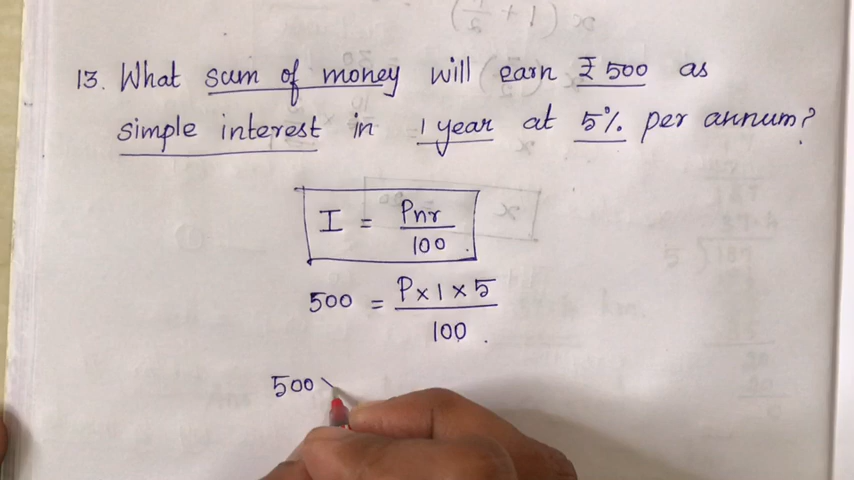 13. What sum of money will earn ₹ 500 as
simple interest in 1 year at 5% per annum?
I = Pnr/100
500 = P×1×5/100
500 ×